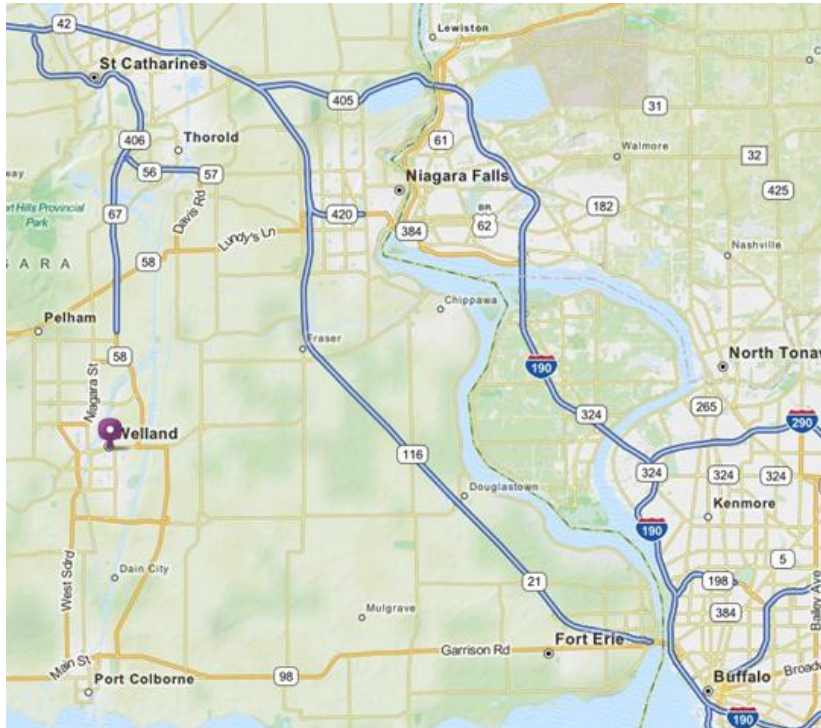 42
Lewiston
St Catharines
405
31
406
Thorold
61
Walmore
32
56
57
Niagara Falls
425
67
Davis Rd
420
BR
62
182
Lundy's Ln
384
58
Nashville
Pelham
Chippawa
58
Fraser
North Tonaw
190
Niagara St
265
324
290
Welland
116
324
324
324
Douglastown
Kenmore
190
5
Dain City
21
198
West Sdrd
Mulgrave
384
Bailey Ave
Fort Erie
Garrison Rd
Main St
98
Port Colborne
Buffalo
Broadw
190